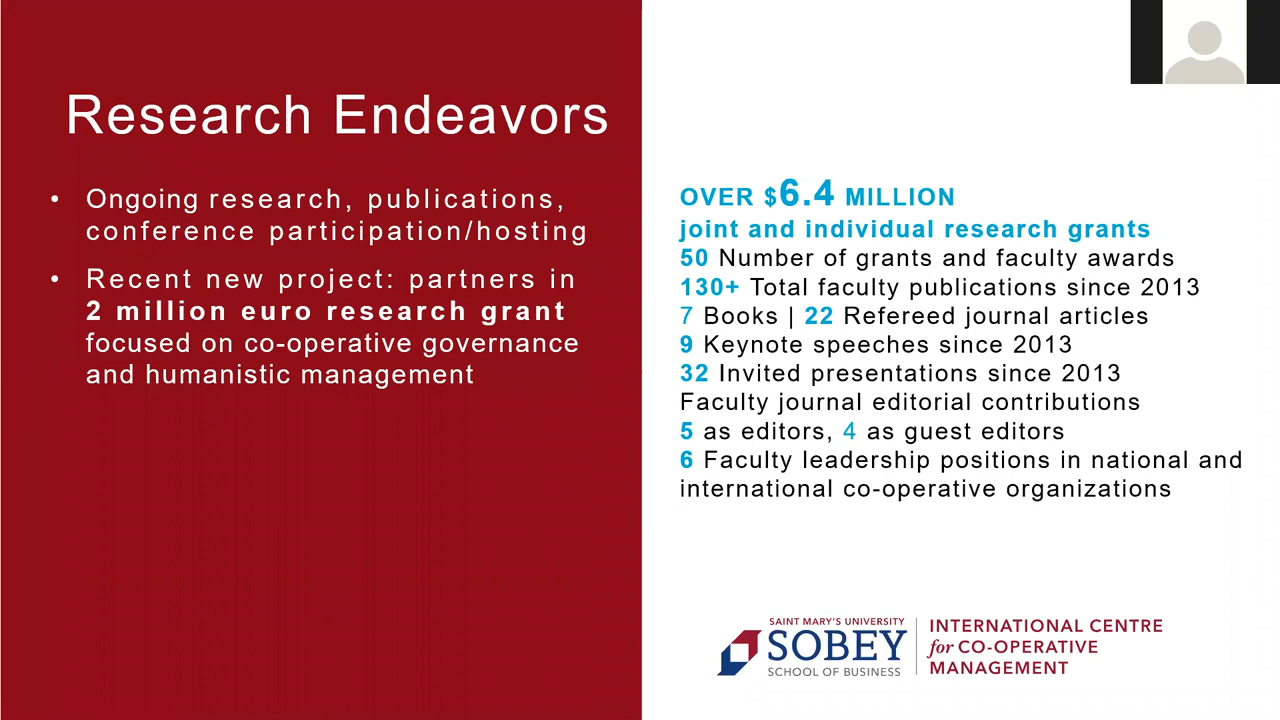 Research Endeavors
• Ongoing research, publications,
conference participation/hosting
• Recent new project: partners in
2 million euro research grant
focused on co-operative governance
and humanistic management
OVER $6.4 MILLION
joint and individual research grants
50 Number of grants and faculty awards
130+ Total faculty publications since 2013
7 Books | 22 Refereed journal articles
9 Keynote speeches since 2013
32 Invited presentations since 2013
Faculty journal editorial contributions
5 as editors, 4 as guest editors
6 Faculty leadership positions in national and
international co-operative organizations
SAINT MARY'S UNIVERSITY
SOBEY
SCHOOL OF BUSINESS
INTERNATIONAL CENTRE
for CO-OPERATIVE
MANAGEMENT